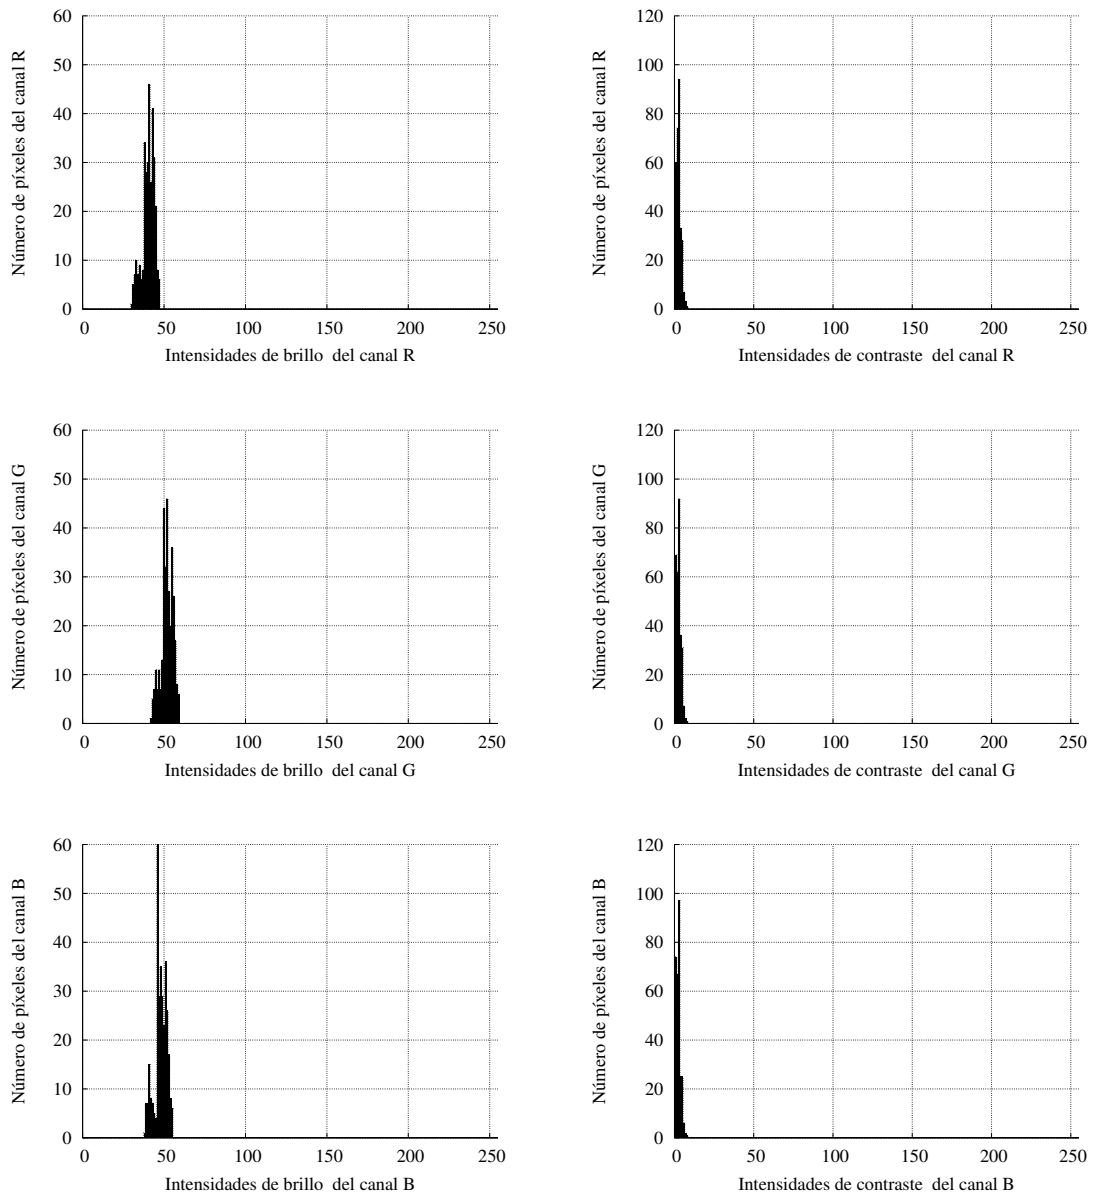 60
50
40
30
20
10
0
0 50 100 150 200 250
Número de píxeles del canal R
Intensidades de brillo del canal R
120
100
80
60
40
20
0
0 50 100 150 200 250
Número de píxeles del canal R
Intensidades de contraste del canal R
60
50
40
30
20
10
0
0 50 100 150 200 250
Número de píxeles del canal G
Intensidades de brillo del canal G
120
100
80
60
40
20
0
0 50 100 150 200 250
Número de píxeles del canal G
Intensidades de contraste del canal G
60
50
40
30
20
10
0
0 50 100 150 200 250
Número de píxeles del canal B
Intensidades de brillo del canal B
120
100
80
60
40
20
0
0 50 100 150 200 250
Número de píxeles del canal B
Intensidades de contraste del canal B